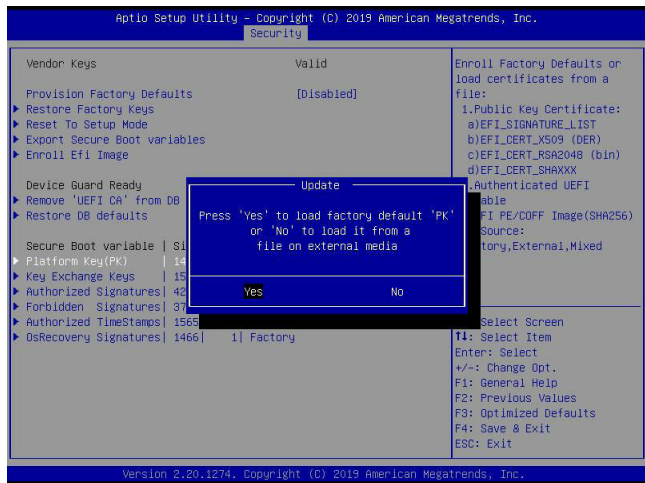 Aptio Setup Utility – Copyright (C) 2019 American Megatrends, Inc.
Security
Vendor Keys Valid
Provision Factory Defaults [Disabled]
Restore Factory Keys
Reset To Setup Mode
Export Secure Boot variables
Enroll Efi Image
Device Guard Ready
Remove 'UEFI CA' from DB
Restore DB defaults
Secure Boot variable | Si
Platform Key(PK) | 14
Key Exchange Keys | 15
Authorized Signatures| 42
Forbidden Signatures| 37
Authorized TimeStamps| 1565
OsRecovery Signatures| 1466| 1| Factory
Update
Press 'Yes' to load factory default 'PK'
or 'No' to load it from a
file on external media
Yes No
Enroll Factory Defaults or
load certificates from a
file:
1.Public Key Certificate:
a)EFI_SIGNATURE_LIST
b)EFI_CERT_X509 (DER)
c)EFI_CERT_RSA2048 (bin)
d)EFI_CERT_SHAXXX
.Authenticated UEFI
able
FI PE/COFF Image(SHA256)
Source:
tory,External,Mixed
Select Screen
↑↓: Select Item
Enter: Select
+/-: Change Opt.
F1: General Help
F2: Previous Values
F3: Optimized Defaults
F4: Save & Exit
ESC: Exit
Version 2.20.1274. Copyright (C) 2019 American Megatrends, Inc.